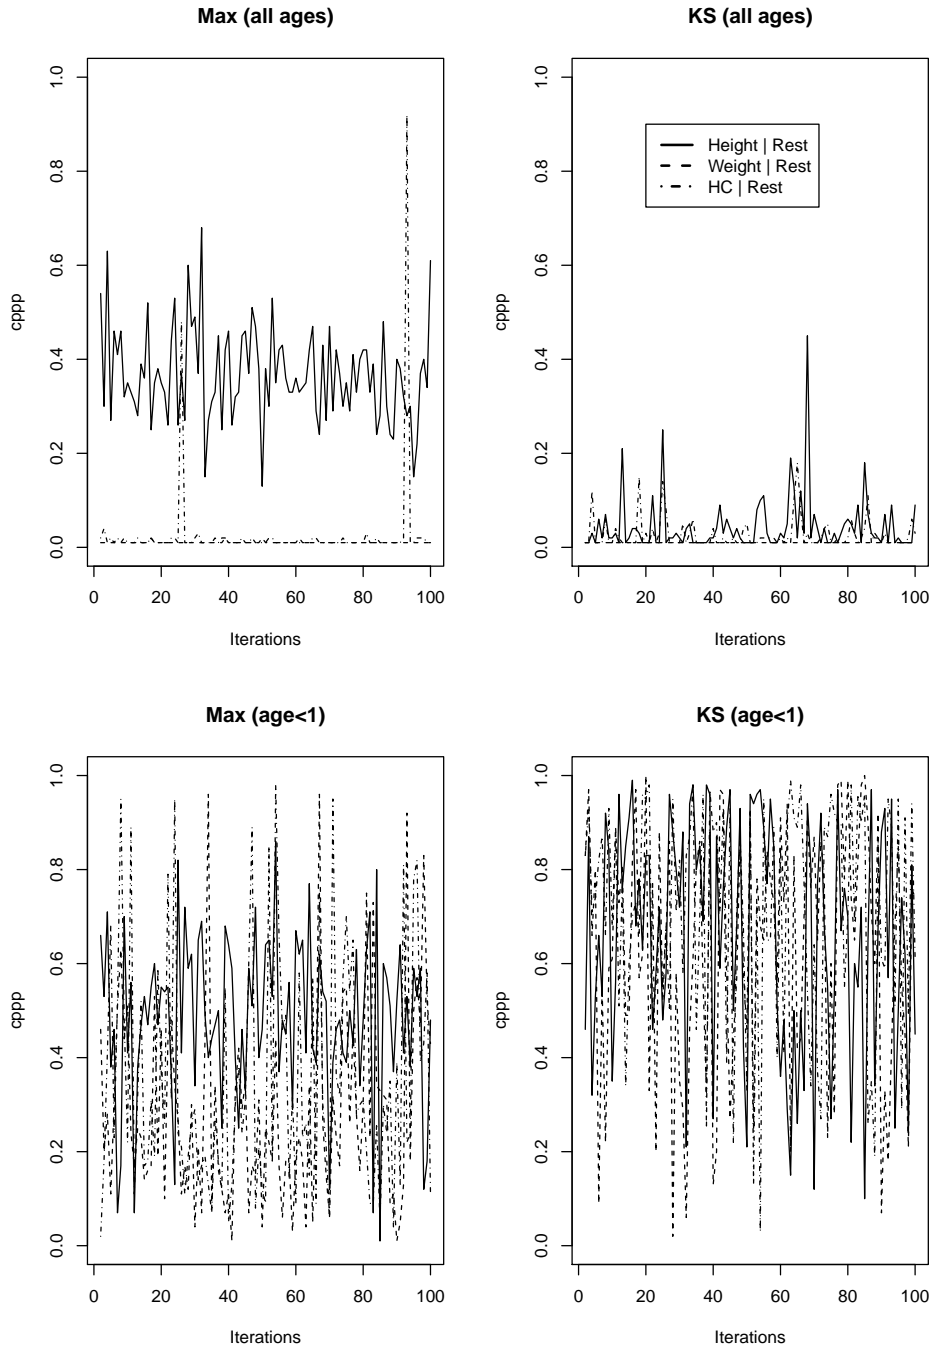 Max (all ages)
cppp
0.0 0.2 0.4 0.6 0.8 1.0
0 20 40 60 80 100
Iterations
KS (all ages)
cppp
0.0 0.2 0.4 0.6 0.8 1.0
Height | Rest
Weight | Rest
HC | Rest
0 20 40 60 80 100
Iterations
Max (age<1)
cppp
0.0 0.2 0.4 0.6 0.8 1.0
0 20 40 60 80 100
Iterations
KS (age<1)
cppp
0.0 0.2 0.4 0.6 0.8 1.0
0 20 40 60 80 100
Iterations